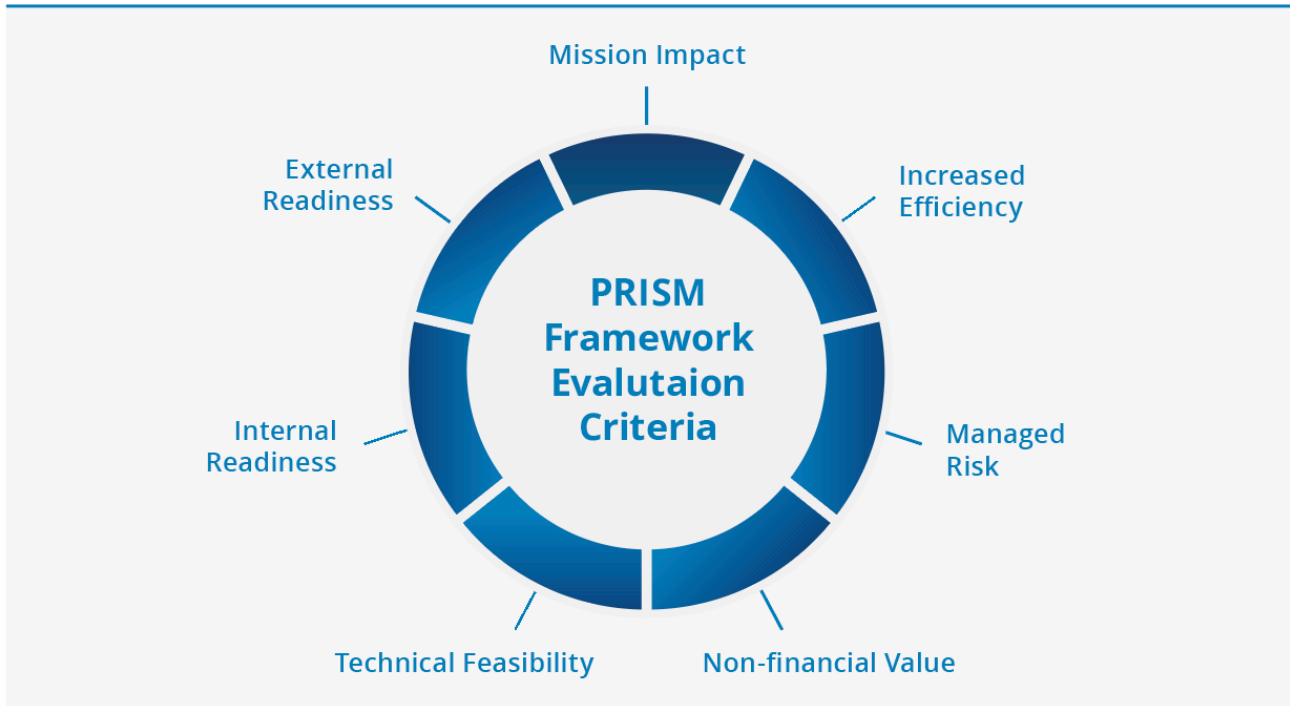 Mission Impact
External
Readiness
Increased
Efficiency
PRISM
Framework
Evalutaion
Criteria
Internal
Readiness
Managed
Risk
Technical Feasibility
Non-financial Value